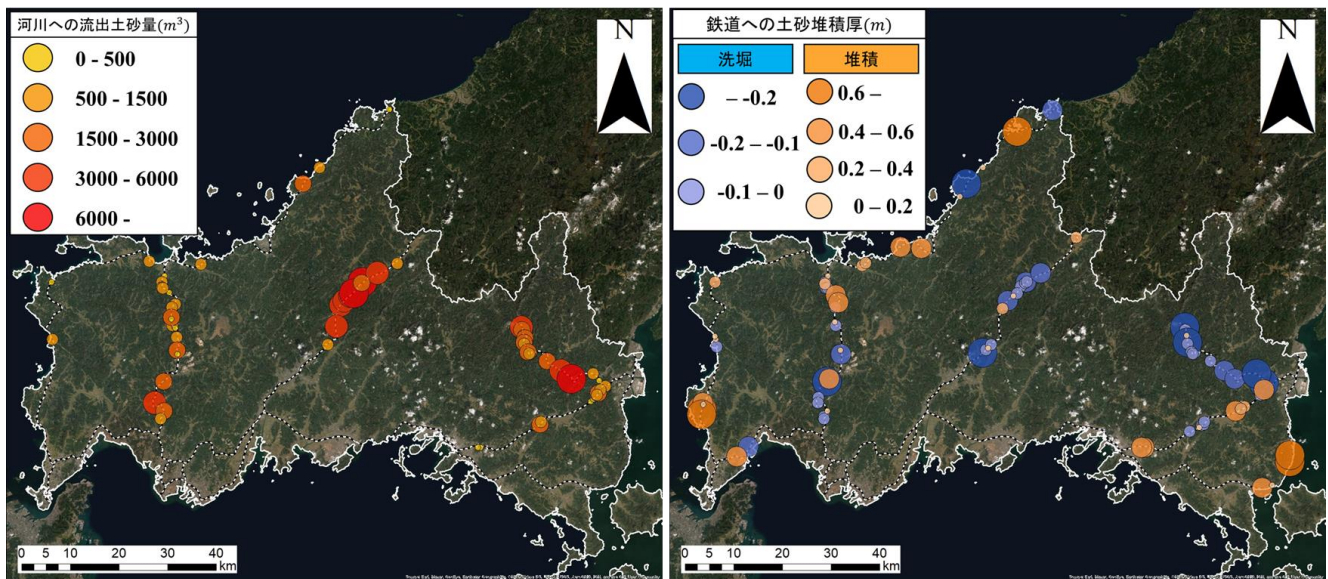 河川への流出土砂量(m³)
0 - 500
500 - 1500
1500 - 3000
3000 - 6000
6000 -
N
0 5 10 20 30 40
km
鉄道への土砂堆積厚(m)
洗堀
堆積
– -0.2
-0.2 – -0.1
-0.1 – 0
0.6 –
0.4 – 0.6
0.2 – 0.4
0 – 0.2
N
0 5 10 20 30 40
km